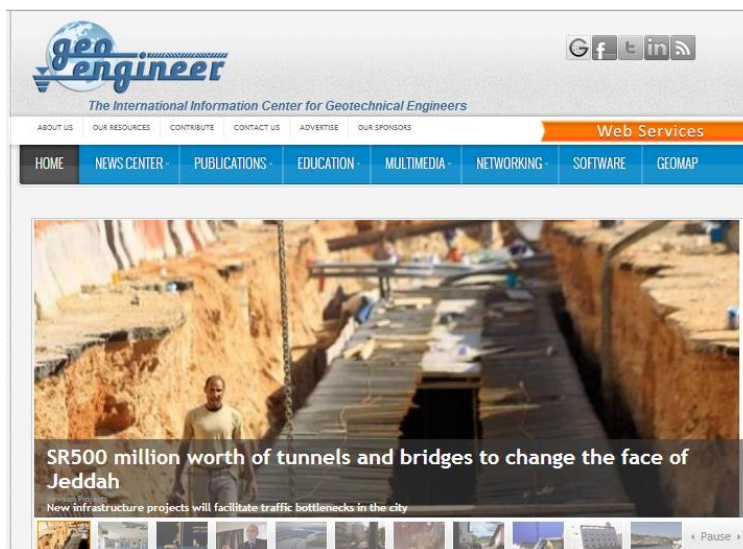 geo
engineer
The International Information Center for Geotechnical Engineers
G f t in
ABOUT US OUR RESOURCES CONTRIBUTE CONTACT US ADVERTISE OUR SPONSORS
Web Services
HOME NEWS CENTER PUBLICATIONS EDUCATION MULTIMEDIA NETWORKING SOFTWARE GEOMAP
SR500 million worth of tunnels and bridges to change the face of
Jeddah
New infrastructure projects will facilitate traffic bottlenecks in the city
Pause